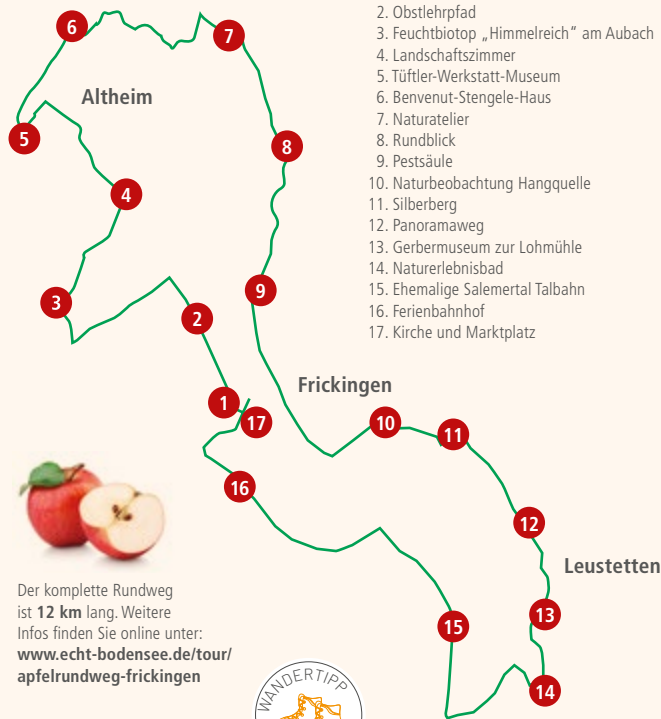 2. Obstlehrpfad
3. Feuchtbiotop „Himmelreich" am Aubach
4. Landschaftszimmer
5. Tüftler-Werkstatt-Museum
6. Benvenut-Stengele-Haus
7. Naturatelier
8. Rundblick
9. Pestsäule
10. Naturbeobachtung Hangquelle
11. Silberberg
12. Panoramaweg
13. Gerbermuseum zur Lohmühle
14. Naturerlebnisbad
15. Ehemalige Salemertal Talbahn
16. Ferienbahnhof
17. Kirche und Marktplatz
6
7
Altheim
5
8
4
3
9
2
Frickingen
1
17
10
11
16
12
Leustetten
13
15
14
Der komplette Rundweg
ist 12 km lang. Weitere
Infos finden Sie online unter:
www.echt-bodensee.de/tour/
apfelrundweg-frickingen
WANDERTIPP